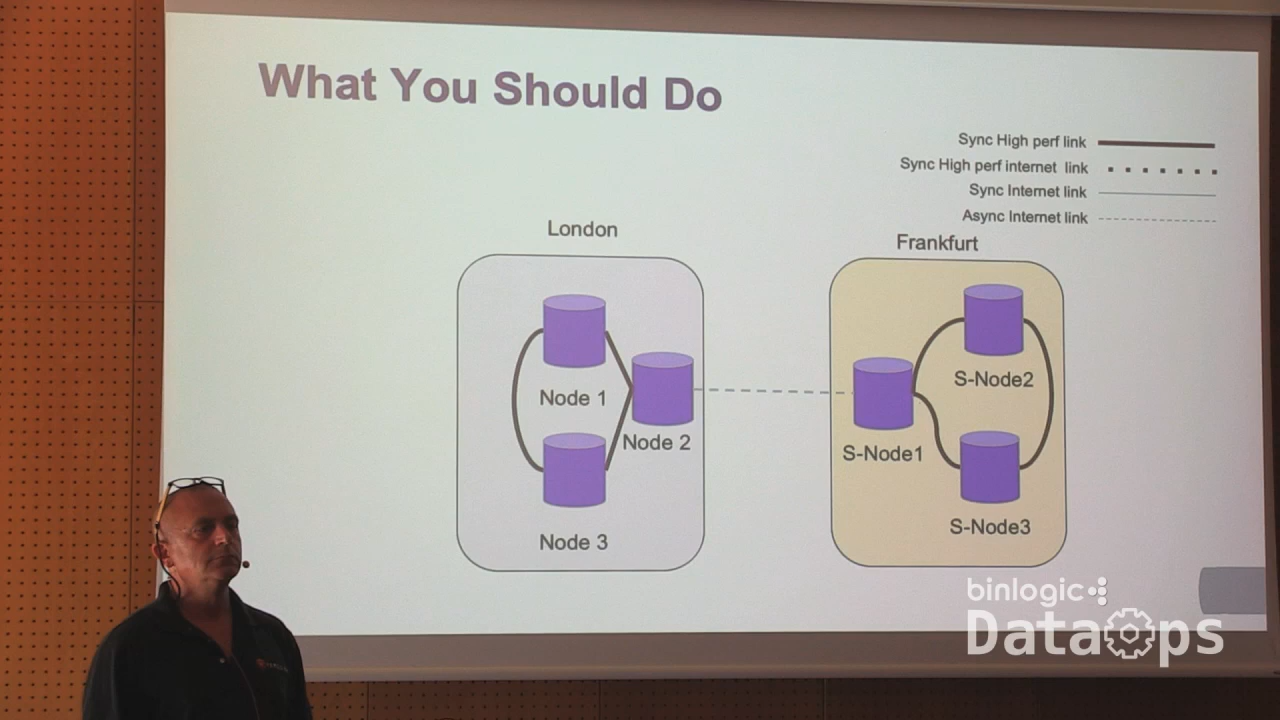 What You Should Do
Sync High perf link
Sync High perf internet link
Sync Internet link
Async Internet link
London
Frankfurt
Node 1
Node 2
Node 3
S-Node2
S-Node1
S-Node3
binlogic
DataOps